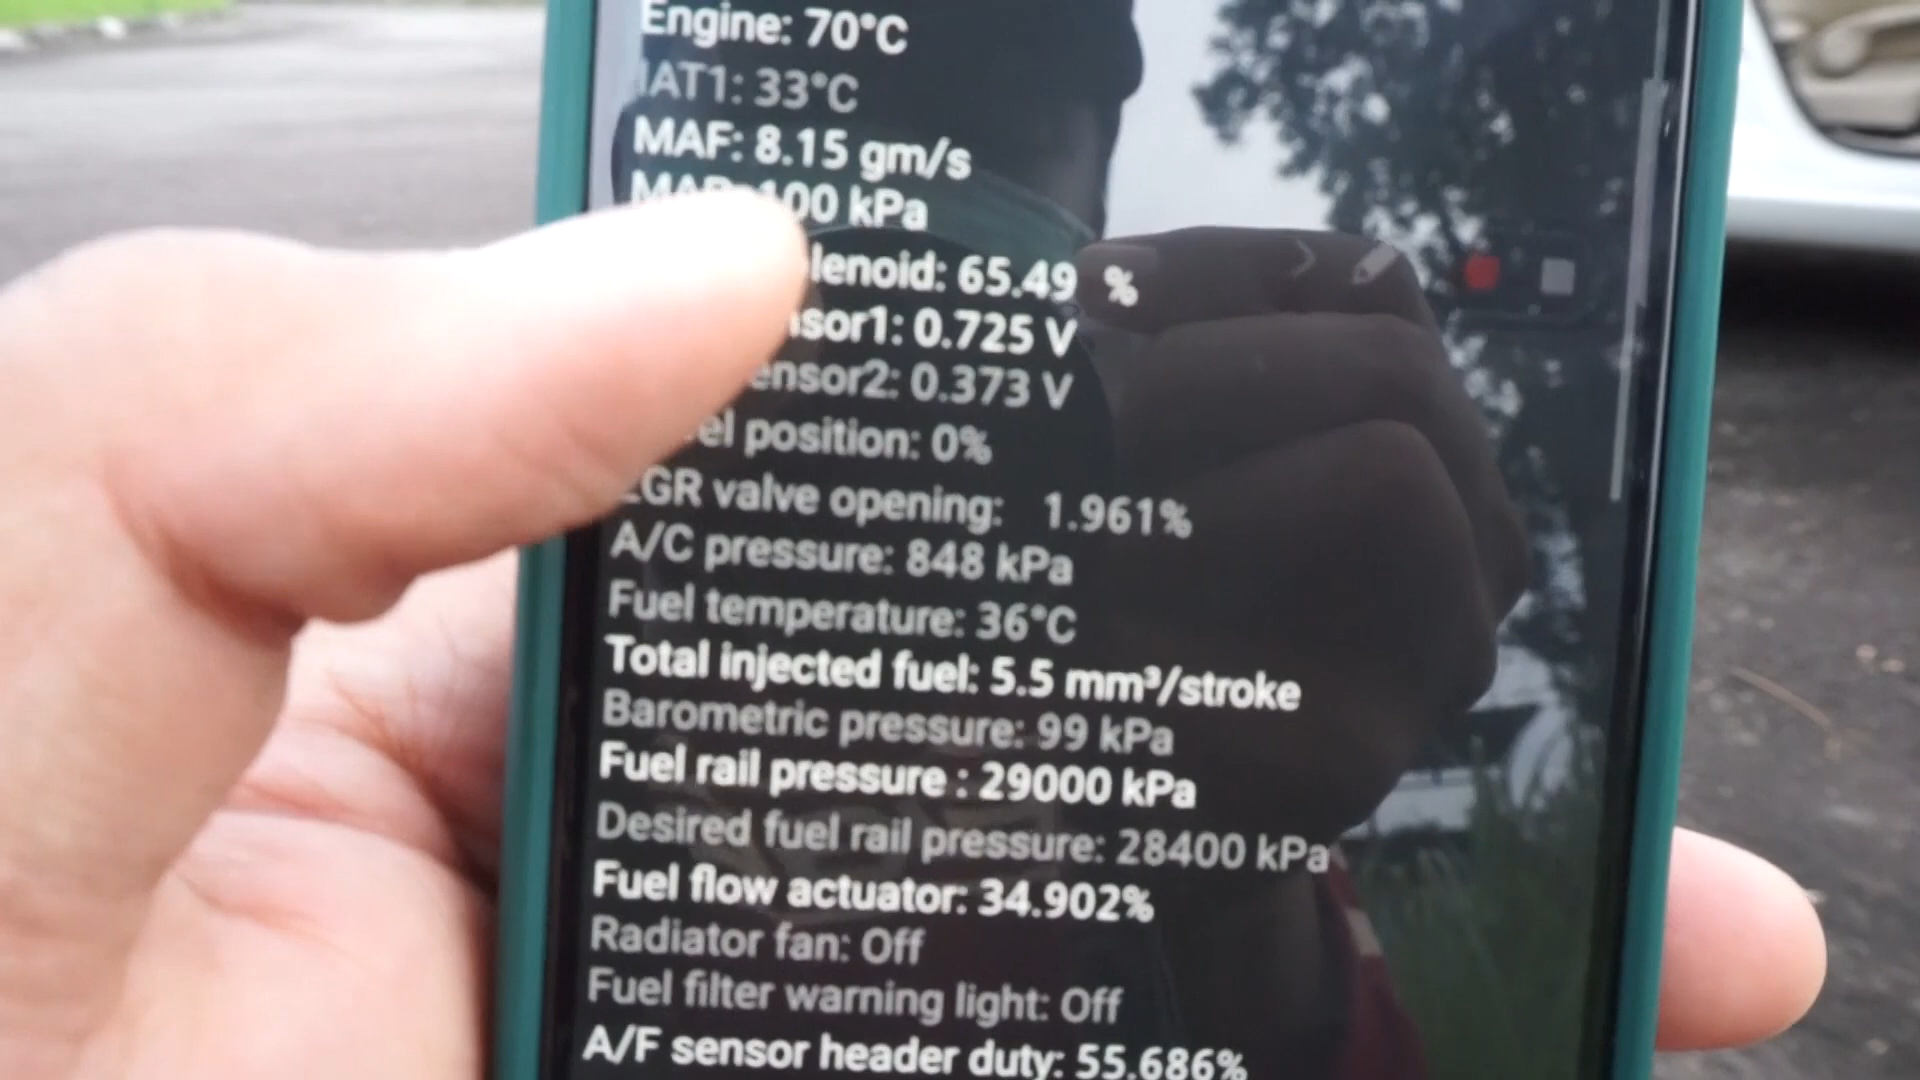 Engine: 70°C
IAT1: 33°C
MAF: 8.15 gm/s
100 kPa
lenoid: 65.49 %
sor1: 0.725 V
ensor2: 0.373 V
el position: 0%
EGR valve opening: 1.961%
A/C pressure: 848 kPa
Fuel temperature: 36°C
Total injected fuel: 5.5 mm³/stroke
Barometric pressure: 99 kPa
Fuel rail pressure : 29000 kPa
Desired fuel rail pressure: 28400 kPa
Fuel flow actuator: 34.902%
Radiator fan: Off
Fuel filter warning light: Off
A/F sensor header duty: 55.686%